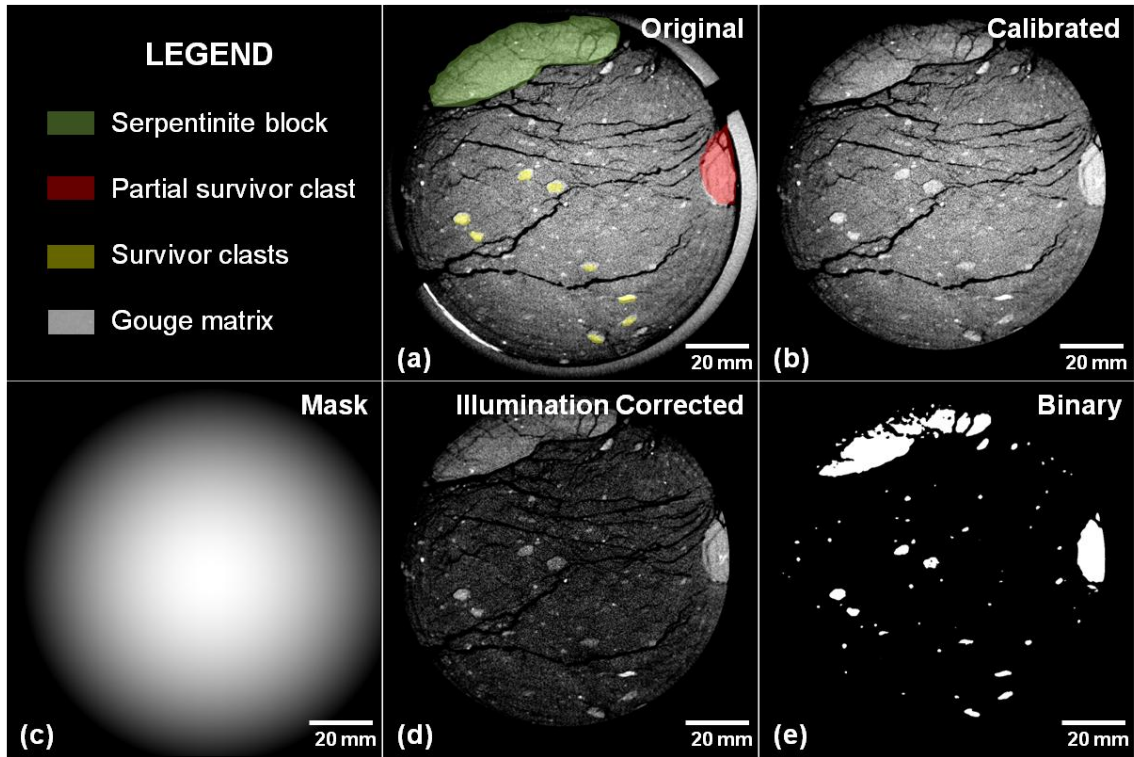 LEGEND
Serpentinite block
Partial survivor clast
Survivor clasts
Gouge matrix
Original
20 mm
(a)
Calibrated
20 mm
(b)
Mask
20 mm
(c)
Illumination Corrected
20 mm
(d)
Binary
20 mm
(e)